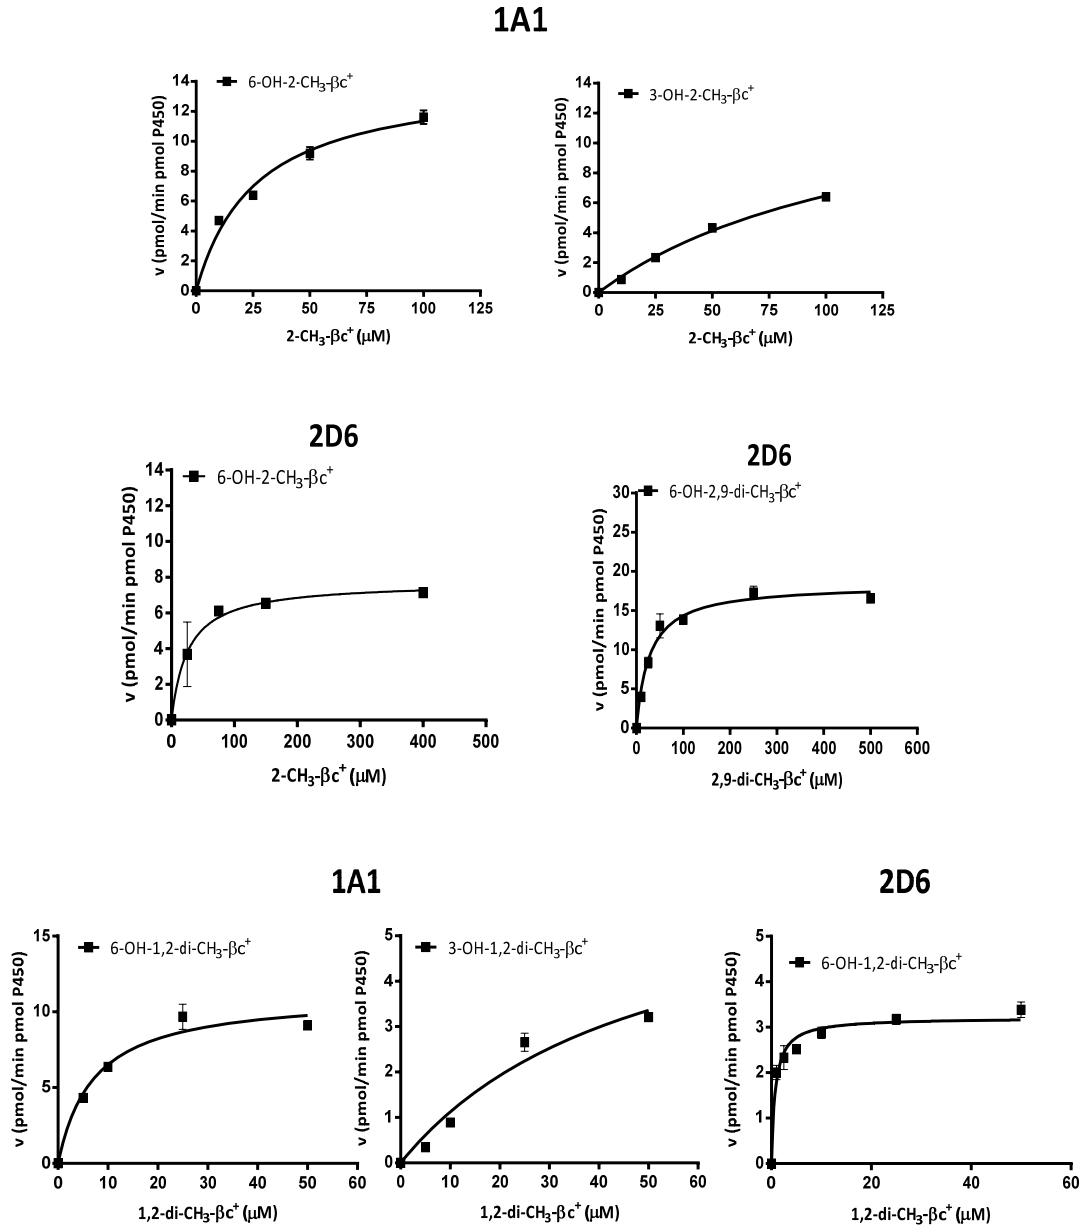 1A1
6-OH-2-CH3-βc+
v (pmol/min pmol P450)
14
12
10
8
6
4
2
0
0 25 50 75 100 125
2-CH3-βc+ (μM)
3-OH-2-CH3-βc+
v (pmol/min pmol P450)
14
12
10
8
6
4
2
0
0 25 50 75 100 125
2-CH3-βc+ (μM)
2D6
6-OH-2-CH3-βc+
v (pmol/min pmol P450)
14
12
10
8
6
4
2
0
0 100 200 300 400 500
2-CH3-βc+ (μM)
2D6
6-OH-2,9-di-CH3-βc+
v (pmol/min pmol P450)
30
25
20
15
10
5
0
0 100 200 300 400 500 600
2,9-di-CH3-βc+ (μM)
1A1
6-OH-1,2-di-CH3-βc+
v (pmol/min pmol P450)
15
10
5
0
0 10 20 30 40 50 60
1,2-di-CH3-βc+ (μM)
3-OH-1,2-di-CH3-βc+
v (pmol/min pmol P450)
5
4
3
2
1
0
0 10 20 30 40 50 60
1,2-di-CH3-βc+ (μM)
2D6
6-OH-1,2-di-CH3-βc+
v (pmol/min pmol P450)
5
4
3
2
1
0
0 20 40 60
1,2-di-CH3-βc+ (μM)